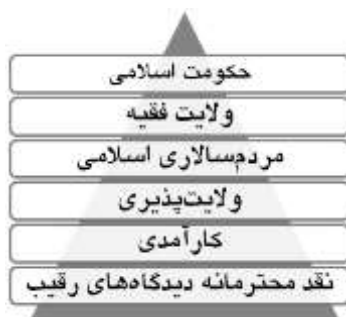 حکومت اسلامی
ولایت فقیه
مردم‌سالاری اسلامی
ولایت‌پذیری
کارآمدی
نقد محترمانه دیدگاه‌های رقیب